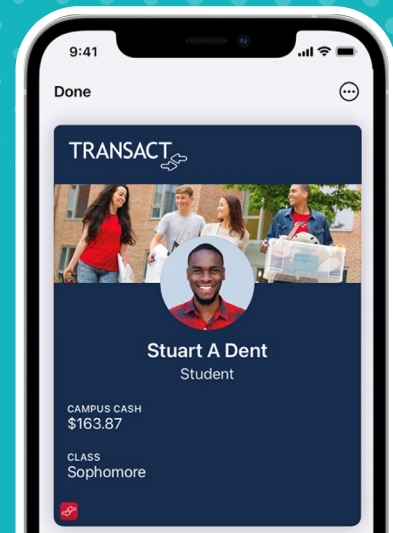 9:41
Done
TRANSACT
Stuart A Dent
Student
CAMPUS CASH
$163.87
CLASS
Sophomore